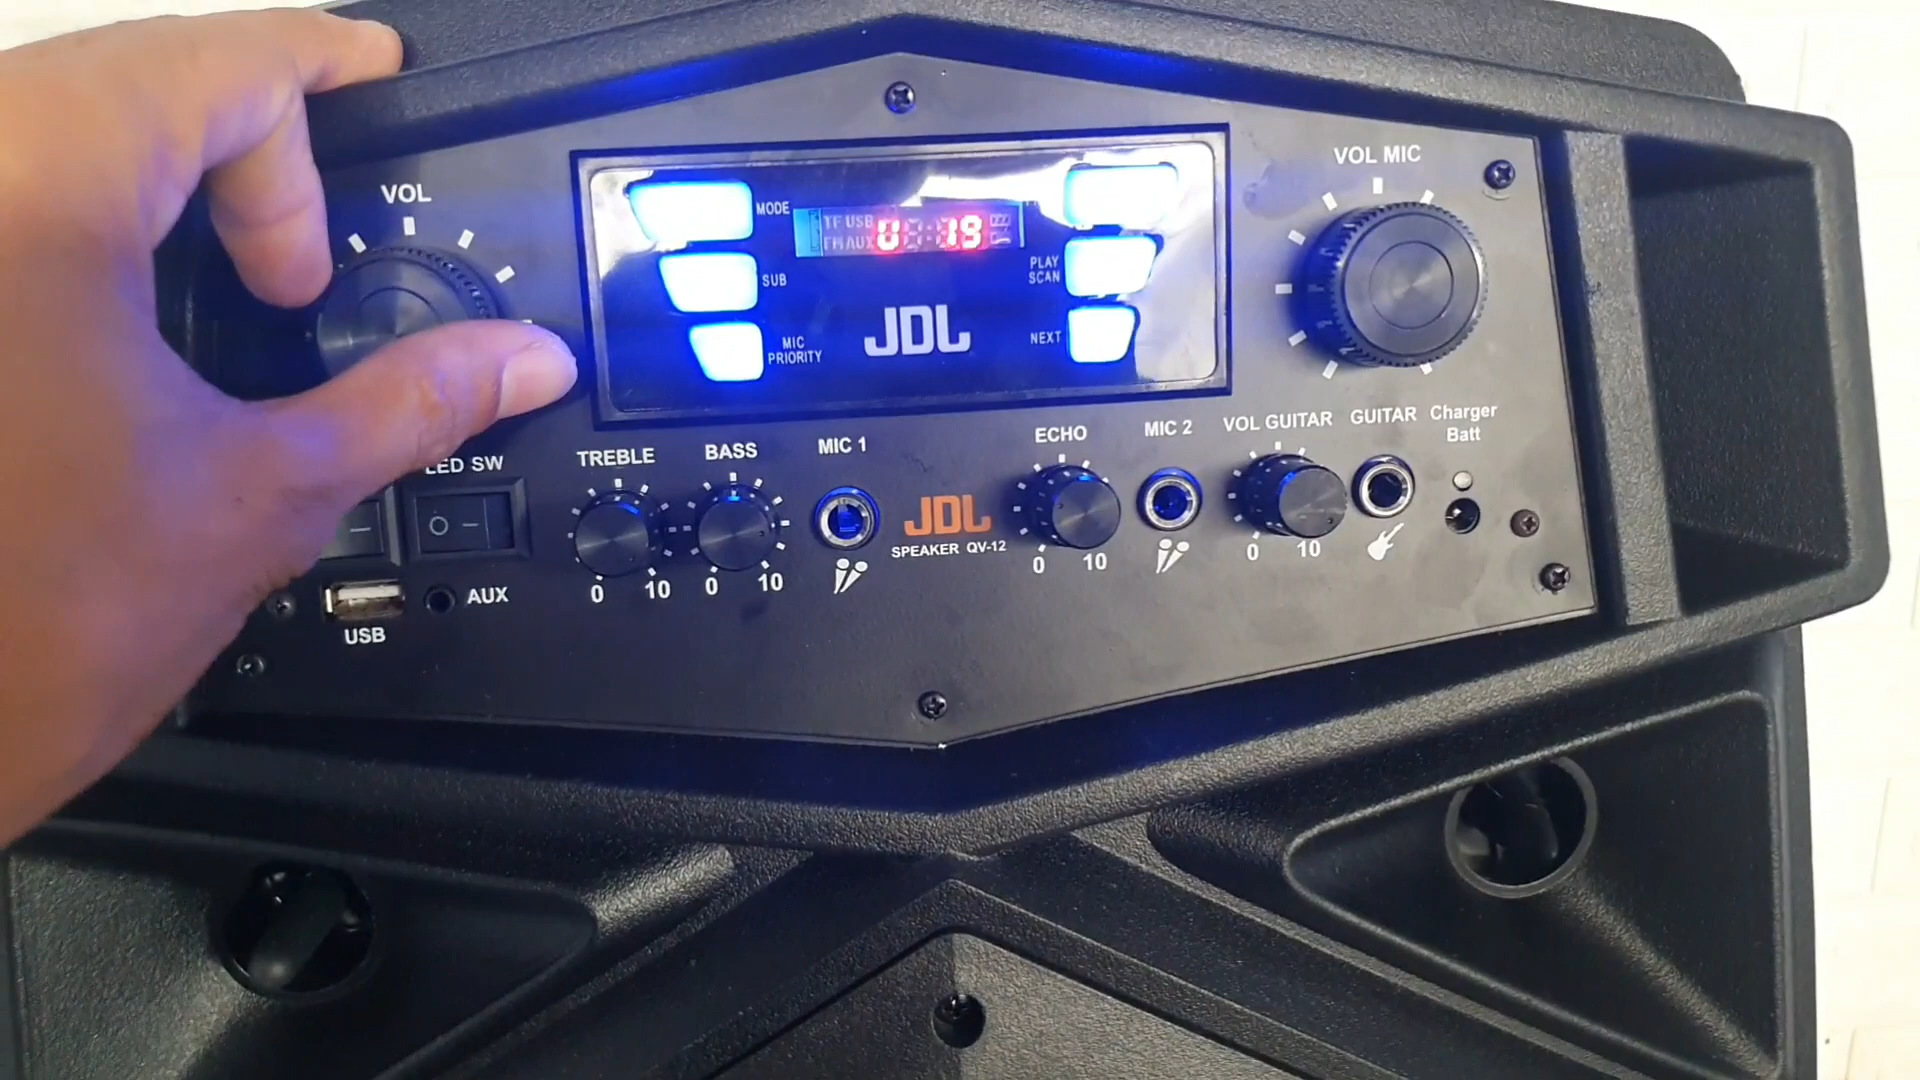 VOL
MODE
SUB
MIC
PRIORITY
TF USB
FM AUX
U 19
PLAY
SCAN
NEXT
JDL
VOL MIC
LED SW
TREBLE
BASS
MIC 1
ECHO
MIC 2
VOL GUITAR
GUITAR
Charger
Batt
JDL
SPEAKER QV-12
0 10
0 10
0 10
0 10
USB
AUX